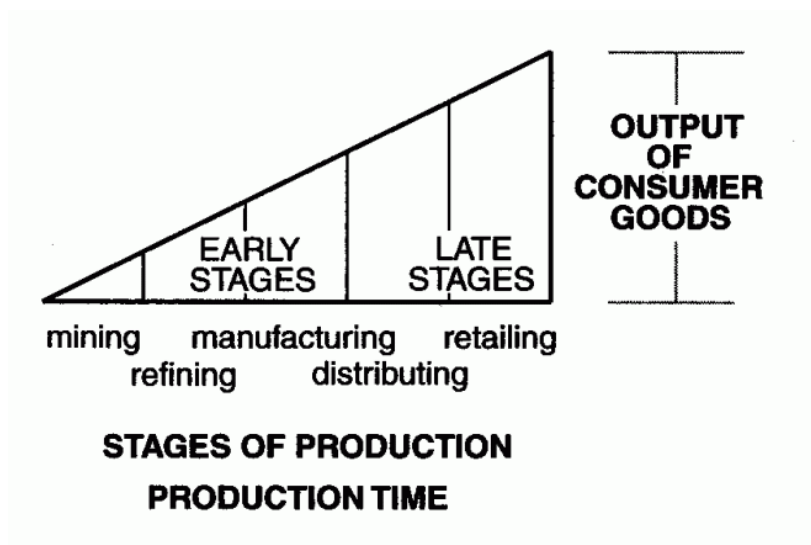 OUTPUT
OF
CONSUMER
GOODS
EARLY
STAGES
LATE
STAGES
mining
manufacturing
retailing
refining
distributing
STAGES OF PRODUCTION
PRODUCTION TIME